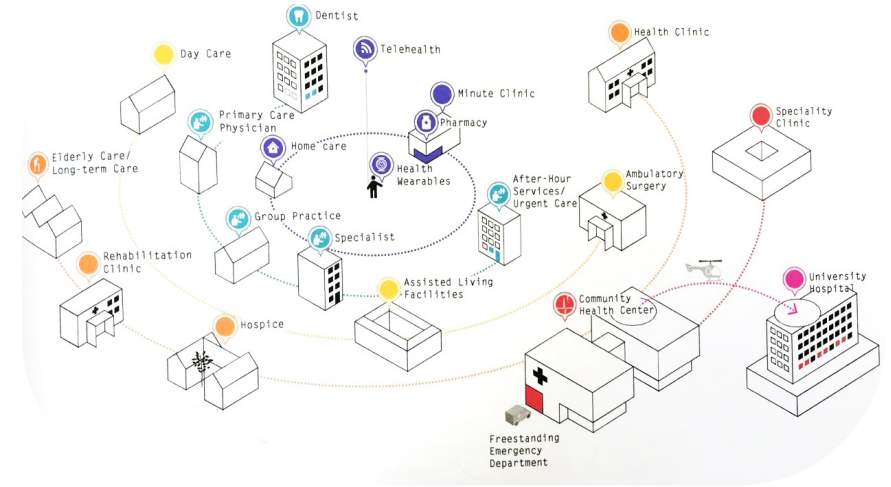 Dentist
Telehealth
Health Clinic
Day Care
Minute Clinic
Pharmacy
Speciality
Clinic
Primary Care
Physician
Home care
Elderly Care/
Long-term Care
Health
Wearables
After-Hour
Services/
Urgent Care
Ambulatory
Surgery
Group Practice
Specialist
Rehabilitation
Clinic
Assisted Living
Facilities
University
Hospital
Community
Health Center
Hospice
Freestanding
Emergency
Department